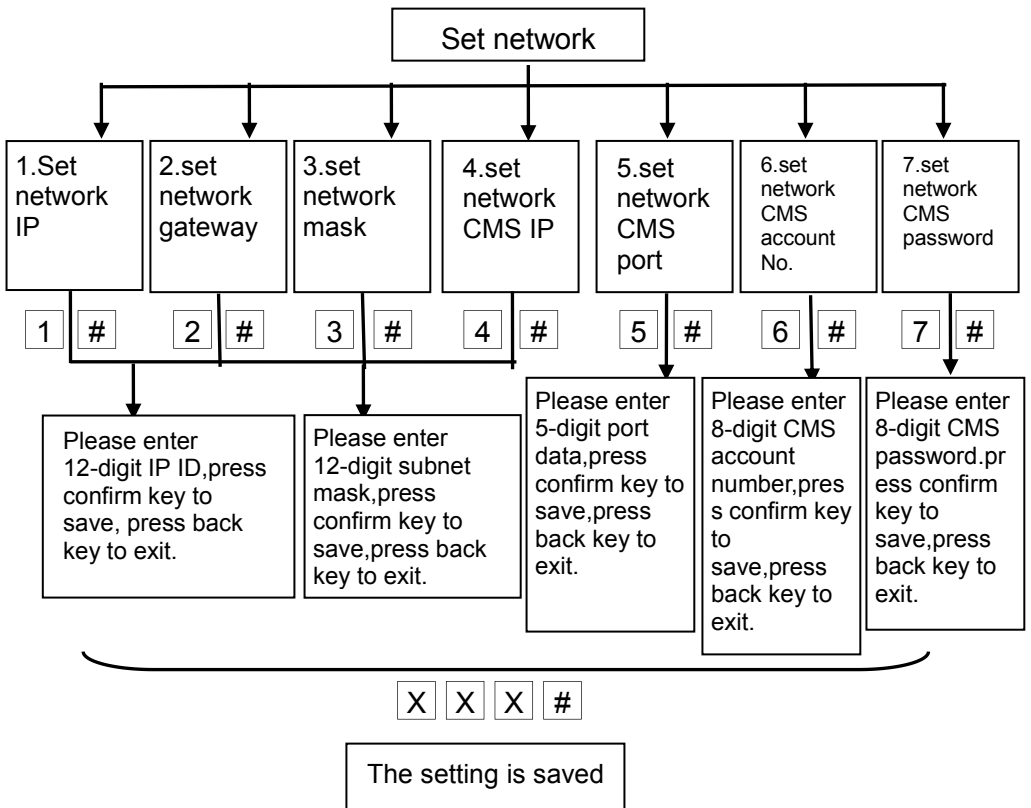 Set network
1.Set
network
IP
2.set
network
gateway
3.set
network
mask
4.set
network
CMS IP
5.set
network
CMS
port
6.set
network
CMS
account
No.
7.set
network
CMS
password
1 # 2 # 3 # 4 # 5 # 6 # 7 #
Please enter
12-digit IP ID,press
confirm key to
save, press back
key to exit.
Please enter
12-digit subnet
mask,press
confirm key to
save,press back
key to exit.
Please enter
5-digit port
data,press
confirm key to
save,press
back key to
exit.
Please enter
8-digit CMS
account
number,pres
s confirm key
to
save,press
back key to
exit.
Please enter
8-digit CMS
password.pr
ess confirm
key to
save,press
back key to
exit.
X X X #
The setting is saved